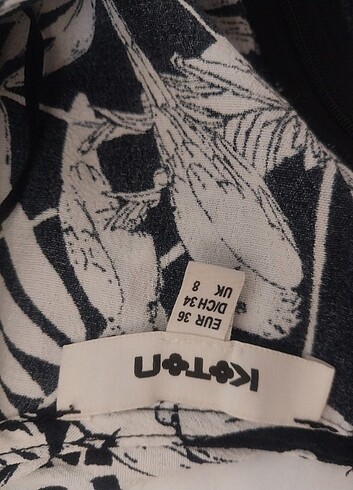 KOTON
EUR 36
D/CH 34
UK 8